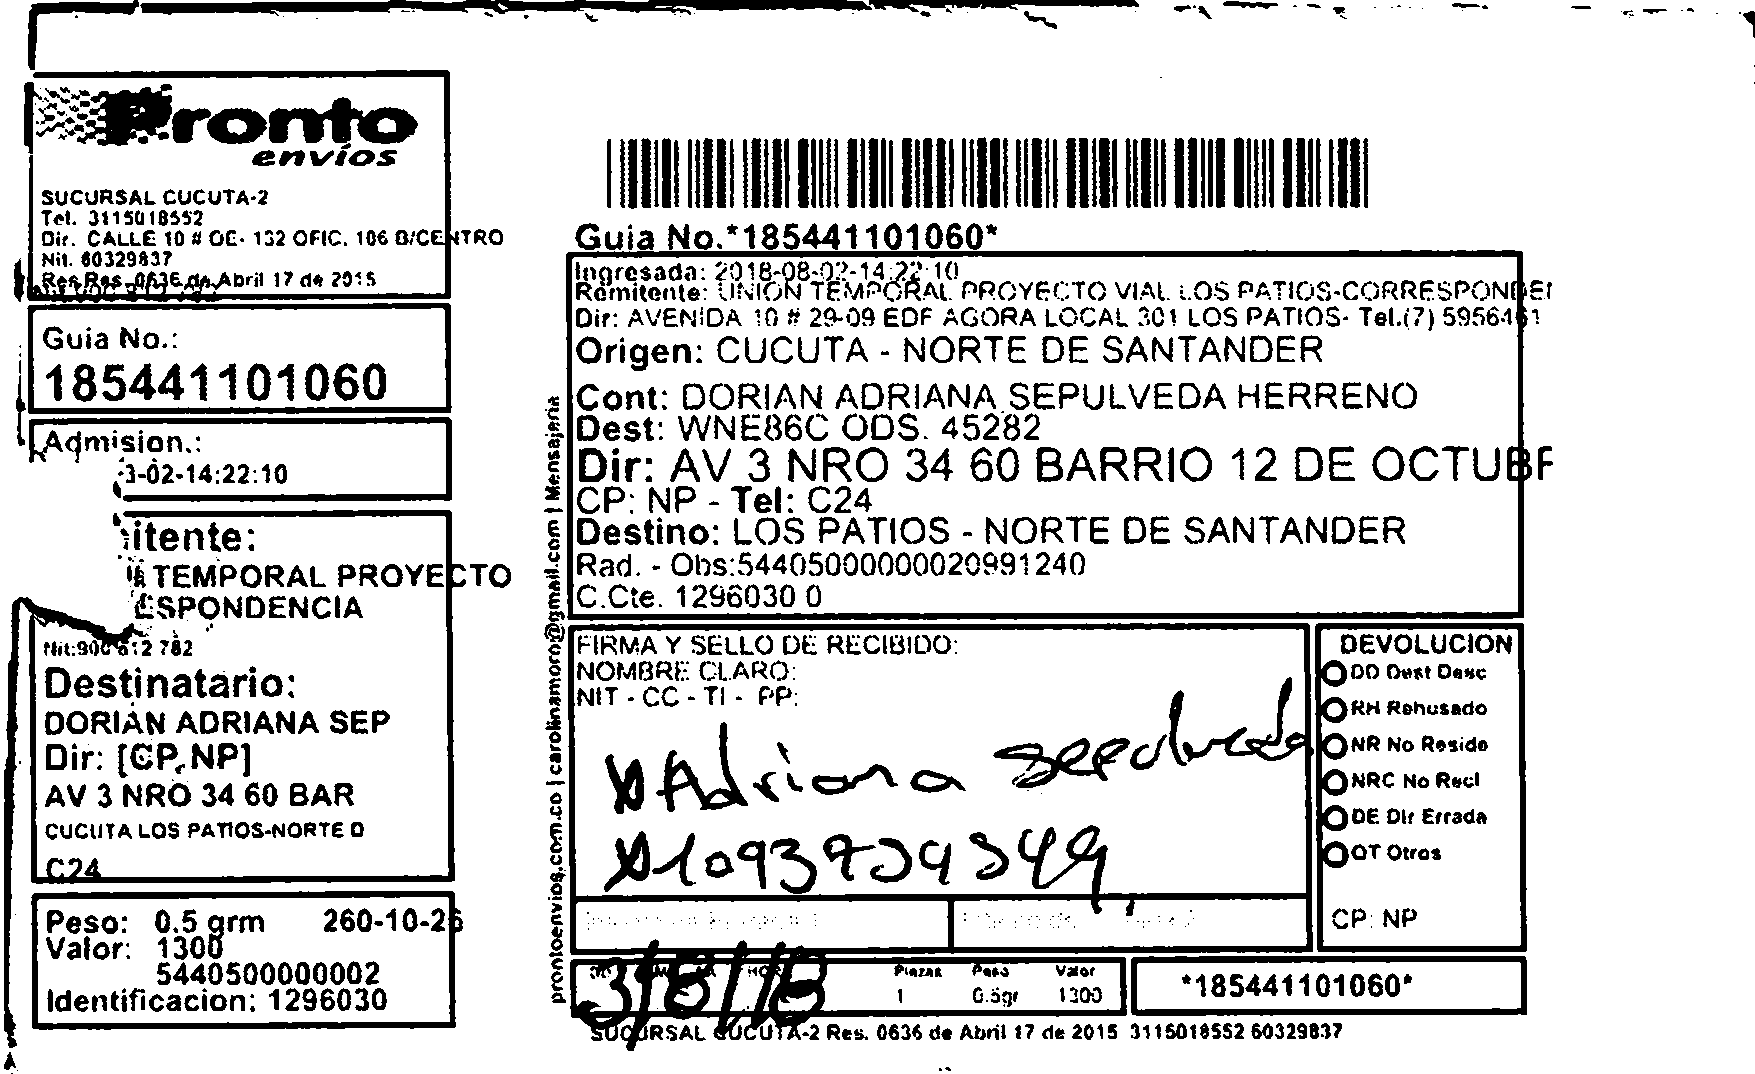 Pronto
envíos
SUCURSAL CUCUTA-2
Tel. 3115018552
Dir. CALLE 10 # OE- 132 OFIC. 106 B/CENTRO
Nit. 60329837
Res.Res. 0636 de Abril 17 de 2015
Guia No.:
185441101060
Admision.:
3-02-14:22:10
itente:
TEMPORAL PROYECTO
ESPONDENCIA
Nit:900 612 782
Destinatario:
DORIAN ADRIANA SEP
Dir: [CP. NP]
AV 3 NRO 34 60 BAR
CUCUTA LOS PATIOS-NORTE D
C24
Peso: 0.5 grm 260-10-26
Valor: 1300
5440500000002
Identificacion: 1296030
prontoenvios.com.co | carolinamoro@gmail.com | Mensajeria
Guia No.*185441101060*
Ingresada: 2018-08-02-14:22:10
Remitente: UNION TEMPORAL PROYECTO VIAL LOS PATIOS-CORRESPONDE
Dir: AVENIDA 10 # 29-09 EDF AGORA LOCAL 301 LOS PATIOS- Tel.(7) 5956461
Origen: CUCUTA - NORTE DE SANTANDER
Cont: DORIAN ADRIANA SEPULVEDA HERRENO
Dest: WNE86C ODS. 45282
Dir: AV 3 NRO 34 60 BARRIO 12 DE OCTUBR
CP: NP - Tel: C24
Destino: LOS PATIOS - NORTE DE SANTANDER
Rad. - Obs:54405000000020991240
C.Cte. 1296030 0
FIRMA Y SELLO DE RECIBIDO:
NOMBRE CLARO:
NIT - CC - TI - PP:
Adriana sepulveda
DEVOLUCION
DD Dest Desc
RH Rehusado
NR No Reside
NRC No Recl
DE Dir Errada
OT Otros
CP: NP
3/8/18
Piezas Peso Valor
1 0.5gr 1300
*185441101060*
SUCURSAL CUCUTA-2 Res. 0636 de Abril 17 de 2015 3115018552 60329837